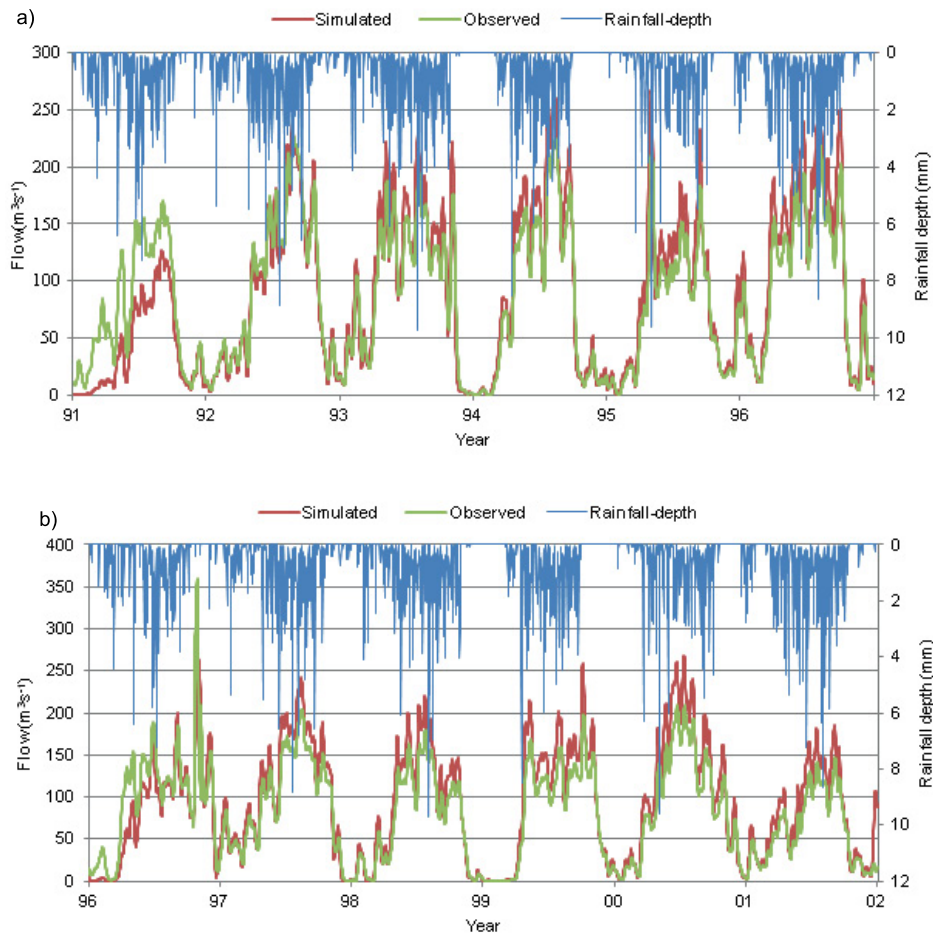 a)
Simulated Observed Rainfall-depth
300 0
250 2
200 4
150 6
100 8
50 10
0 12
Flow(m³s⁻¹)
Rainfall depth (mm)
91 92 93 94 95 96
Year
b)
Simulated Observed Rainfall-depth
400 0
350
300 2
250 4
200 6
150
100 8
50 10
0 12
Flow(m³s⁻¹)
Rainfall depth (mm)
96 97 98 99 00 01 02
Year